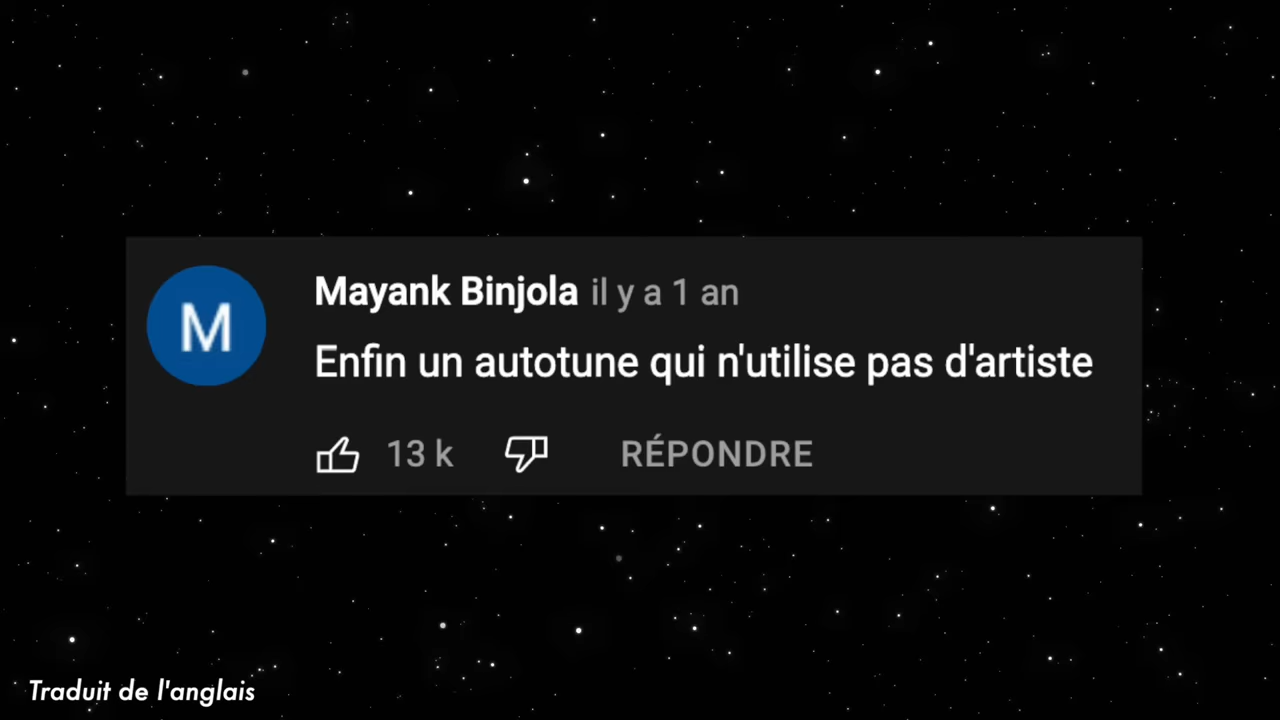 M
Mayank Binjola il y a 1 an
Enfin un autotune qui n'utilise pas d'artiste
13 k RÉPONDRE
Traduit de l'anglais